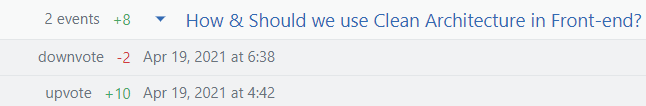 2 events +8 How & Should we use Clean Architecture in Front-end?
downvote -2 Apr 19, 2021 at 6:38
upvote +10 Apr 19, 2021 at 4:42